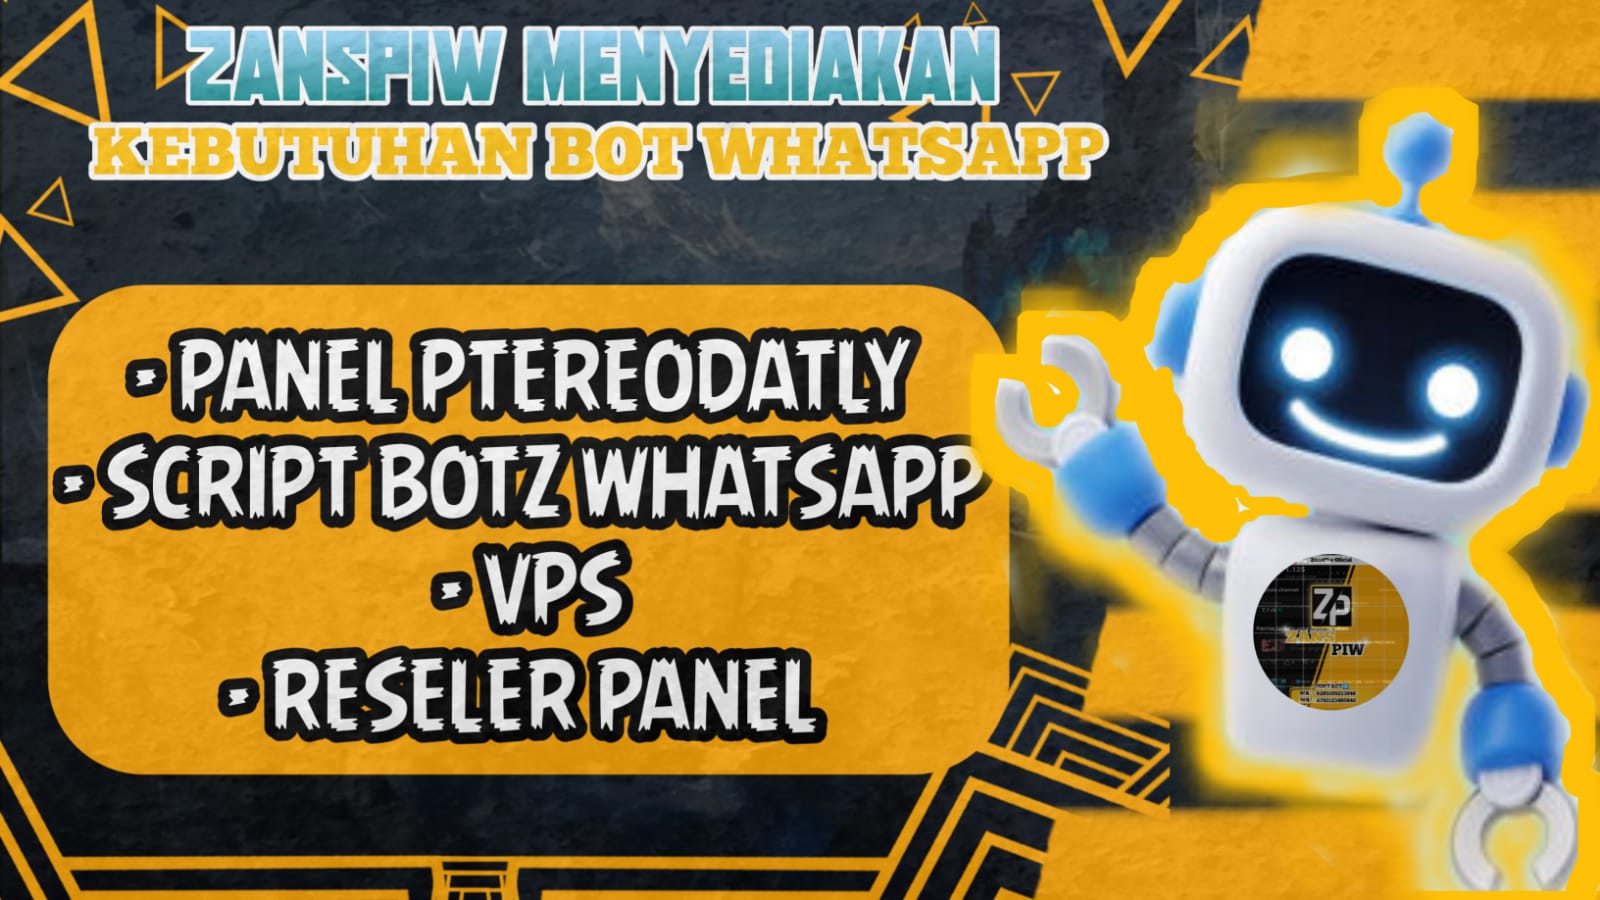 ZANSPIW MENYEDIAKAN
KEBUTUHAN BOT WHATSAPP
- PANEL PTEREODATLY
- SCRIPT BOTZ WHATSAPP
- VPS
- RESELER PANEL
ZP
ZANS
PIW